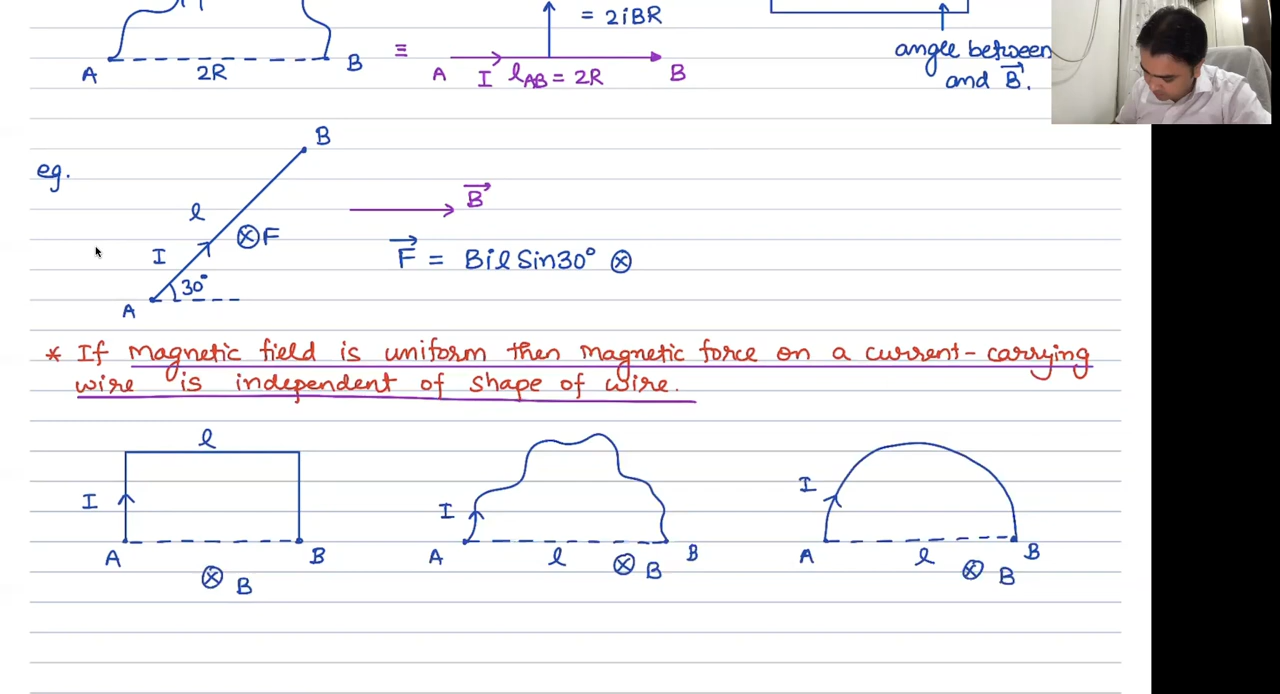 = 2iBR
A 2R B ≡ A I l_AB = 2R B
angle between
and B⃗.
eg.
B
l
B⃗
I
⊗F
F⃗ = Bil Sin30° ⊗
30°
A
* If magnetic field is uniform then magnetic force on a current-carrying
wire is independent of shape of wire.
l
I
A B
⊗ B
I
A l B
⊗ B
I
A l B
⊗ B